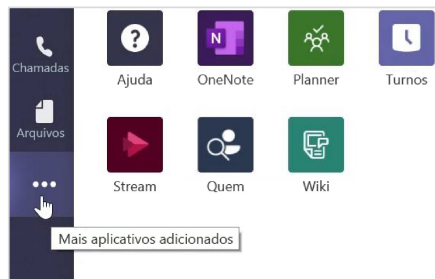 Chamadas
Arquivos
Ajuda
OneNote
Planner
Turnos
Stream
Quem
Wiki
Mais aplicativos adicionados